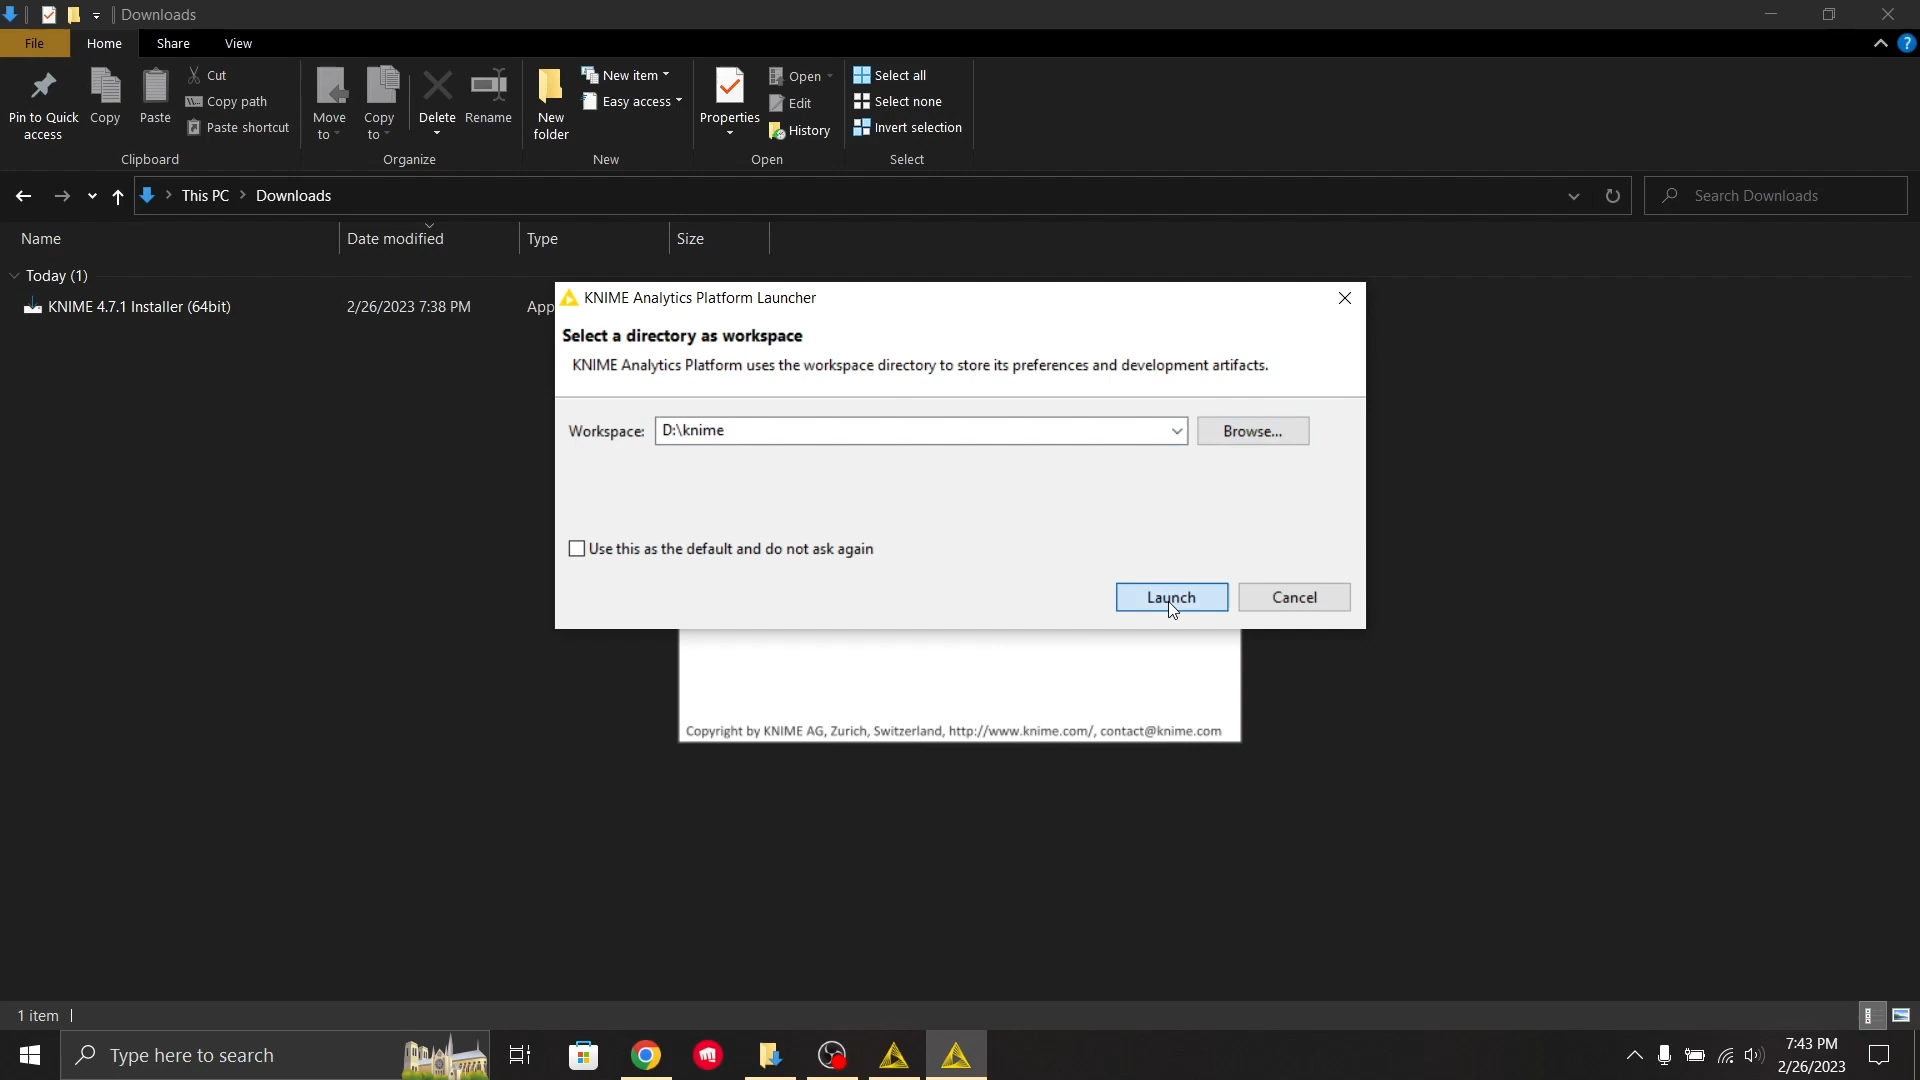 Downloads
File
Home
Share
View
Pin to Quick
access
Copy
Paste
Cut
Copy path
Paste shortcut
Clipboard
Move
to
Copy
to
Delete
Rename
Organize
New
folder
New item
Easy access
New
Properties
Open
Edit
History
Open
Select all
Select none
Invert selection
Select
This PC
Downloads
Search Downloads
Name
Date modified
Type
Size
Today (1)
KNIME 4.7.1 Installer (64bit)
2/26/2023 7:38 PM
App
KNIME Analytics Platform Launcher
Select a directory as workspace
KNIME Analytics Platform uses the workspace directory to store its preferences and development artifacts.
Workspace:
D:\knime
Browse...
Use this as the default and do not ask again
Launch
Cancel
Copyright by KNIME AG, Zurich, Switzerland, http://www.knime.com/, contact@knime.com
1 item
Type here to search
7:43 PM
2/26/2023